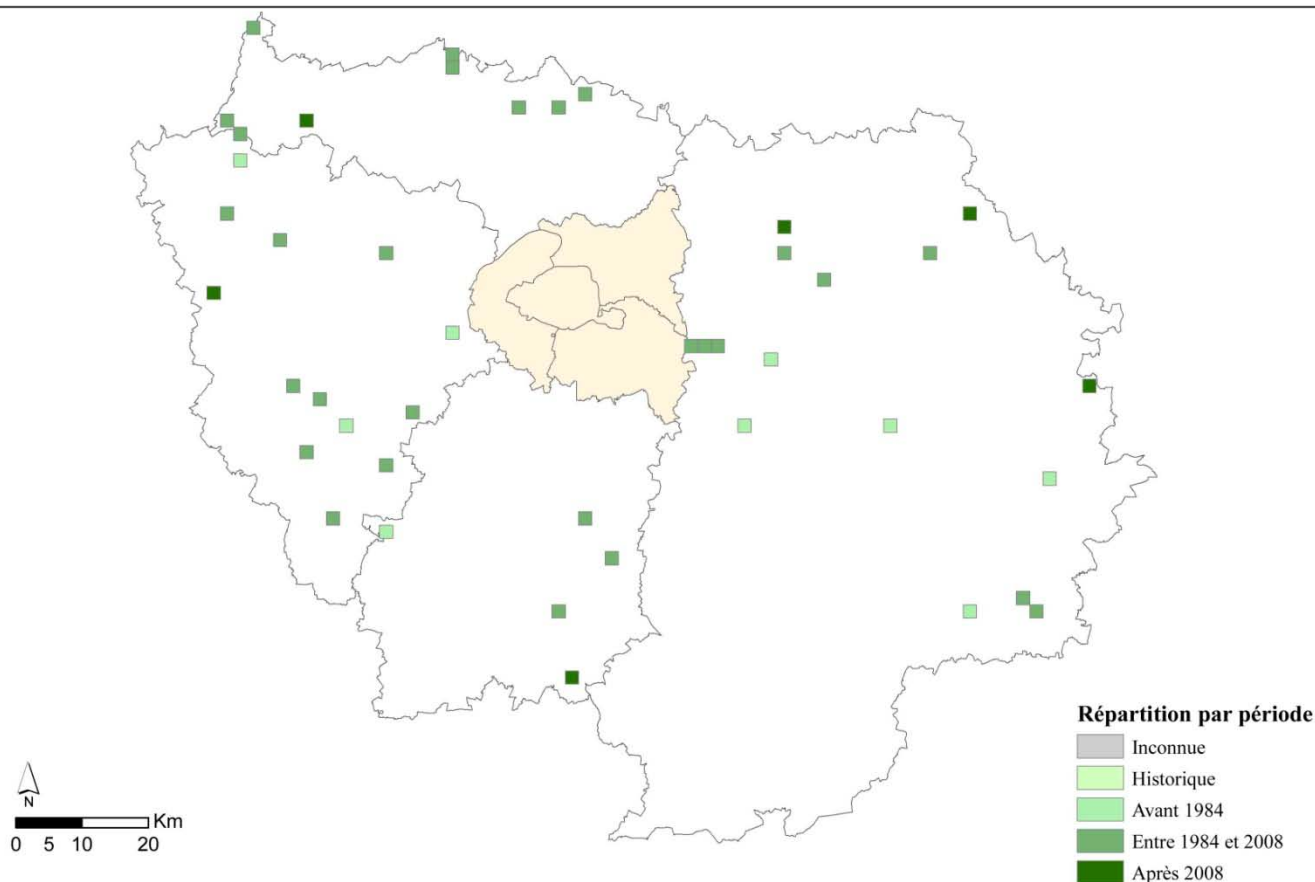 Répartition par période
Inconnue
Historique
Avant 1984
Entre 1984 et 2008
Après 2008
N
Km
0 5 10 20